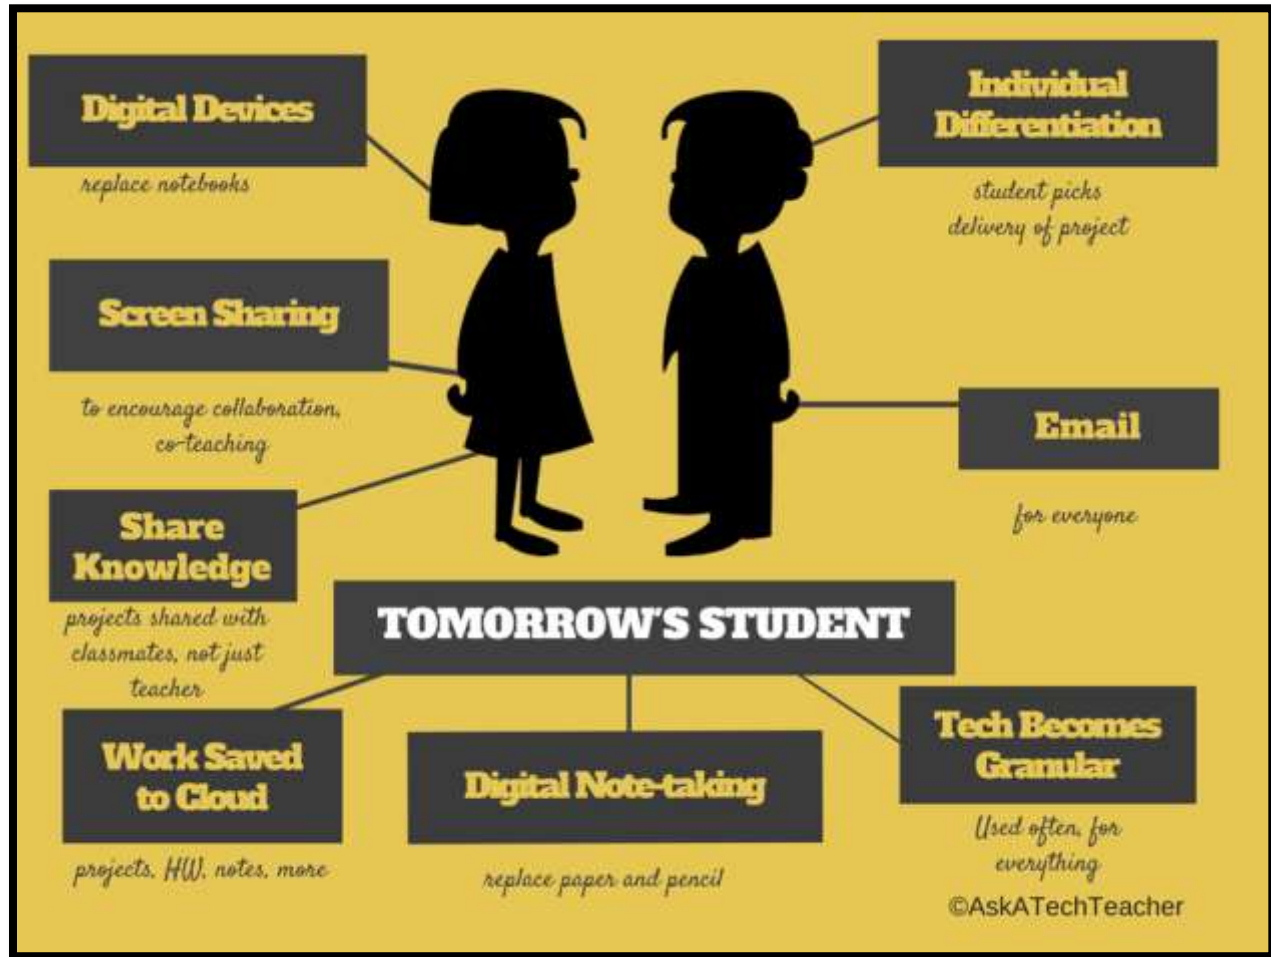 Digital Devices
replace notebooks
Individual
Differentiation
student picks
delivery of project
Screen Sharing
to encourage collaboration,
co-teaching
Email
for everyone
Share
Knowledge
projects shared with
classmates, not just
teacher
TOMORROW'S STUDENT
Work Saved
to Cloud
projects, HW, notes, more
Digital Note-taking
replace paper and pencil
Tech Becomes
Granular
Used often, for
everything
©AskATechTeacher